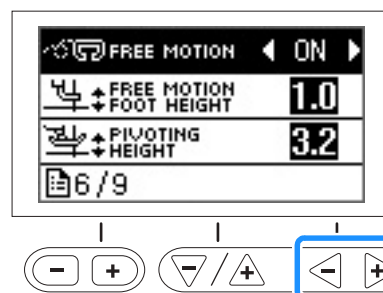 FREE MOTION ON
FREE MOTION
FOOT HEIGHT 1.0
PIVOTING
HEIGHT 3.2
6/9
- + / + - +